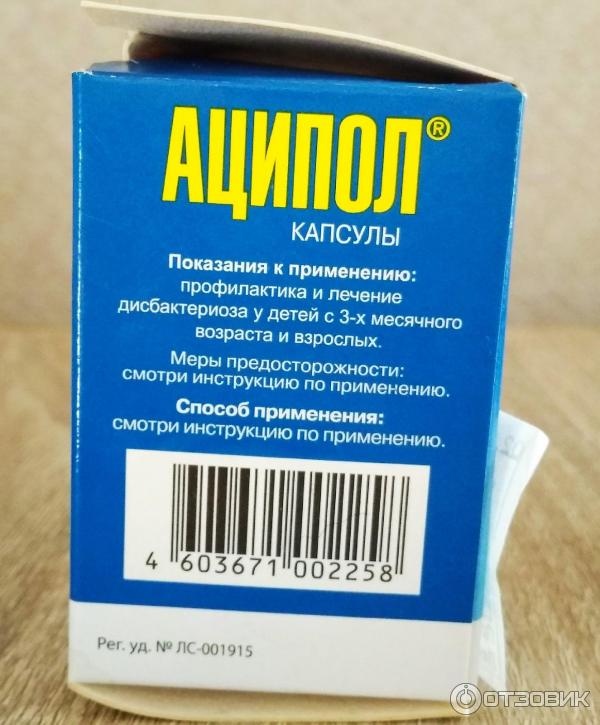 АЦИПОЛ®
КАПСУЛЫ
Показания к применению:
профилактика и лечение
дисбактериоза у детей с 3-х месячного
возраста и взрослых.
Меры предосторожности:
смотри инструкцию по применению.
Способ применения:
смотри инструкцию по применению.
4 603671 002258
Рег. уд. № ЛС-001915
ОТЗОВИК